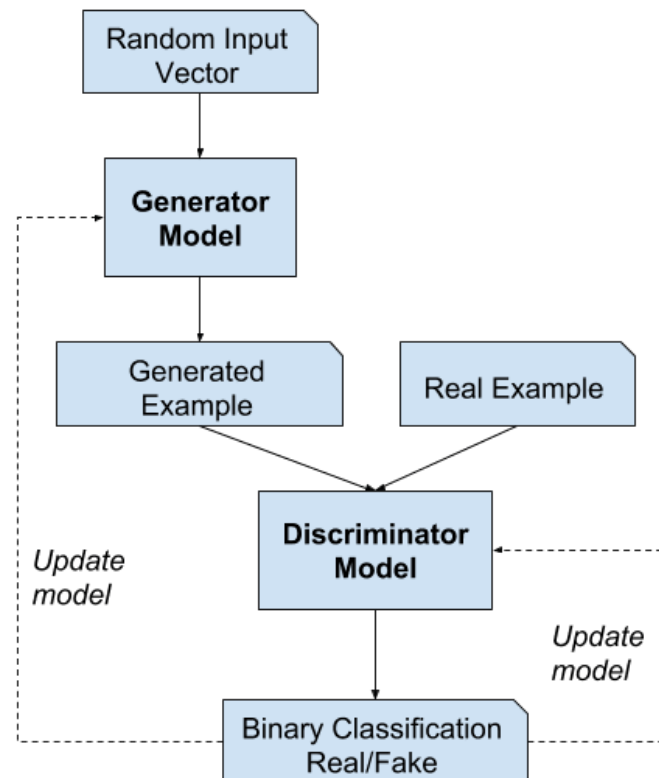 Random Input
Vector
Generator
Model
Generated
Example
Real Example
Discriminator
Model
Update
model
Update
model
Binary Classification
Real/Fake